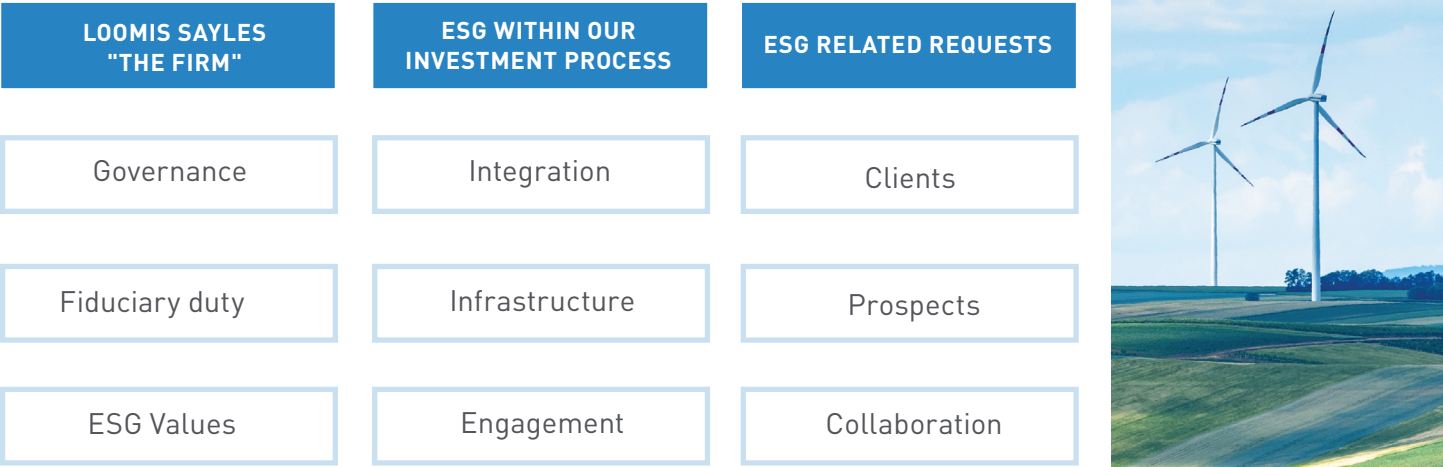 LOOMIS SAYLES
"THE FIRM"
Governance
Fiduciary duty
ESG Values
ESG WITHIN OUR
INVESTMENT PROCESS
Integration
Infrastructure
Engagement
ESG RELATED REQUESTS
Clients
Prospects
Collaboration